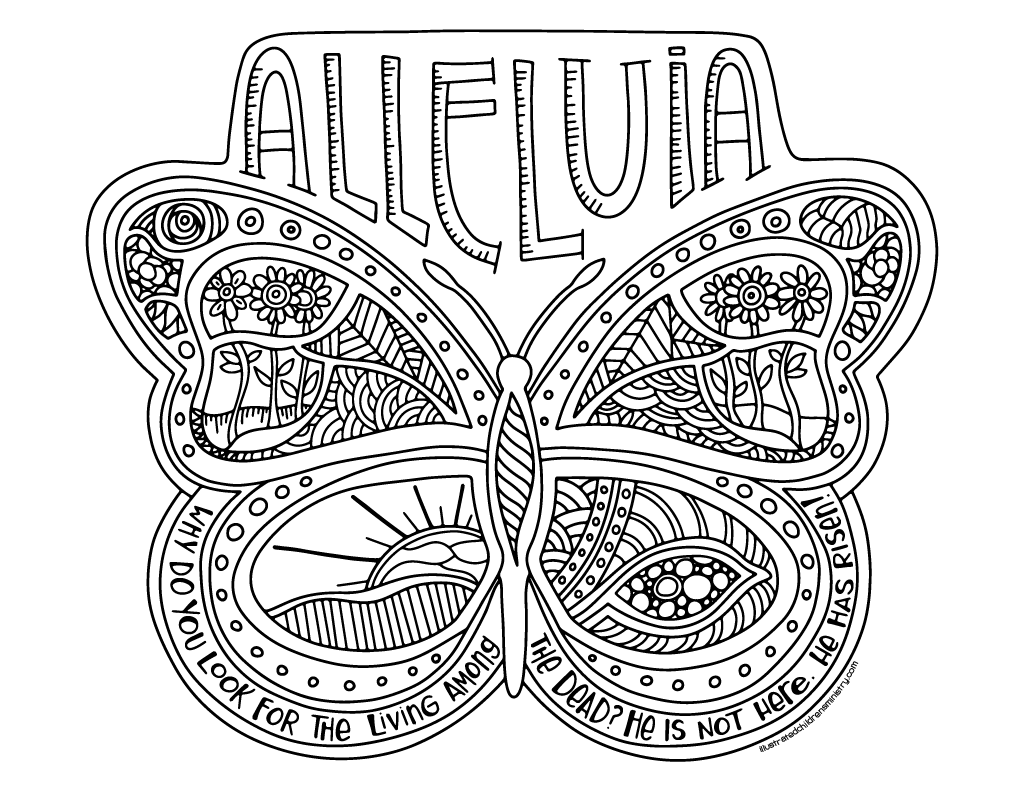 ALLELUiA
WHY DO YOU LOOK FOR THE LiViNG AMONG
THE DEAD? HE IS NOT HeRe. He HAS RiSeN!
illustratedchildrensministry.com